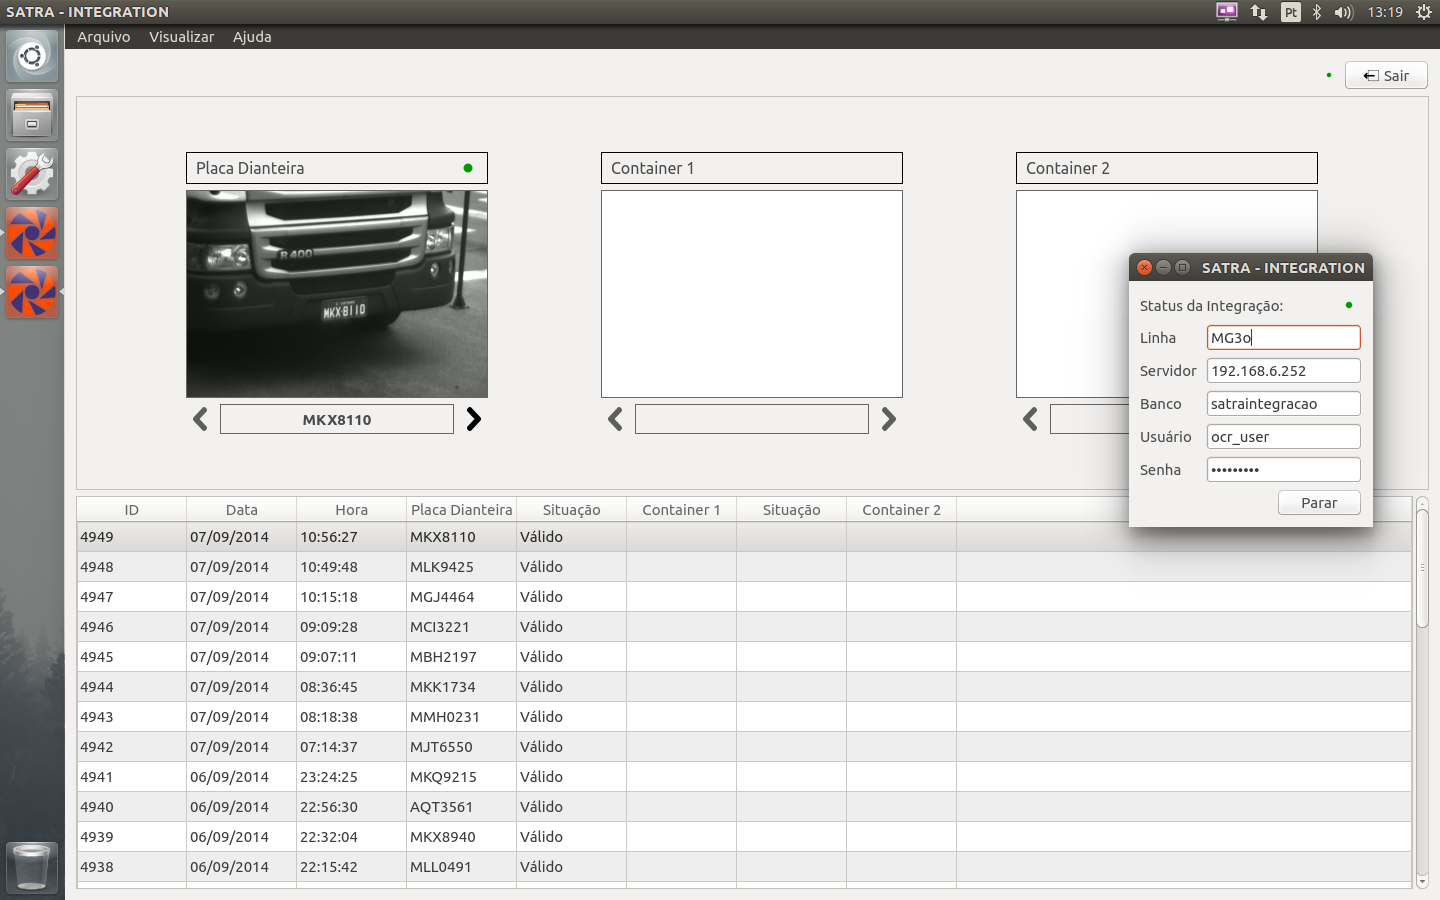 SATRA - INTEGRATION
Pt
13:19
Arquivo Visualizar Ajuda
Sair
Placa Dianteira
Container 1
Container 2
R 400
MKX-8110
MKX8110
SATRA - INTEGRATION
Status da Integração:
Linha MG3o
Servidor 192.168.6.252
Banco satraintegracao
Usuário ocr_user
Senha •••••••••
Parar
ID Data Hora Placa Dianteira Situação Container 1 Situação Container 2
4949 07/09/2014 10:56:27 MKX8110 Válido
4948 07/09/2014 10:49:48 MLK9425 Válido
4947 07/09/2014 10:15:18 MGJ4464 Válido
4946 07/09/2014 09:09:28 MCI3221 Válido
4945 07/09/2014 09:07:11 MBH2197 Válido
4944 07/09/2014 08:36:45 MKK1734 Válido
4943 07/09/2014 08:18:38 MMH0231 Válido
4942 07/09/2014 07:14:37 MJT6550 Válido
4941 06/09/2014 23:24:25 MKQ9215 Válido
4940 06/09/2014 22:56:30 AQT3561 Válido
4939 06/09/2014 22:32:04 MKX8940 Válido
4938 06/09/2014 22:15:42 MLL0491 Válido